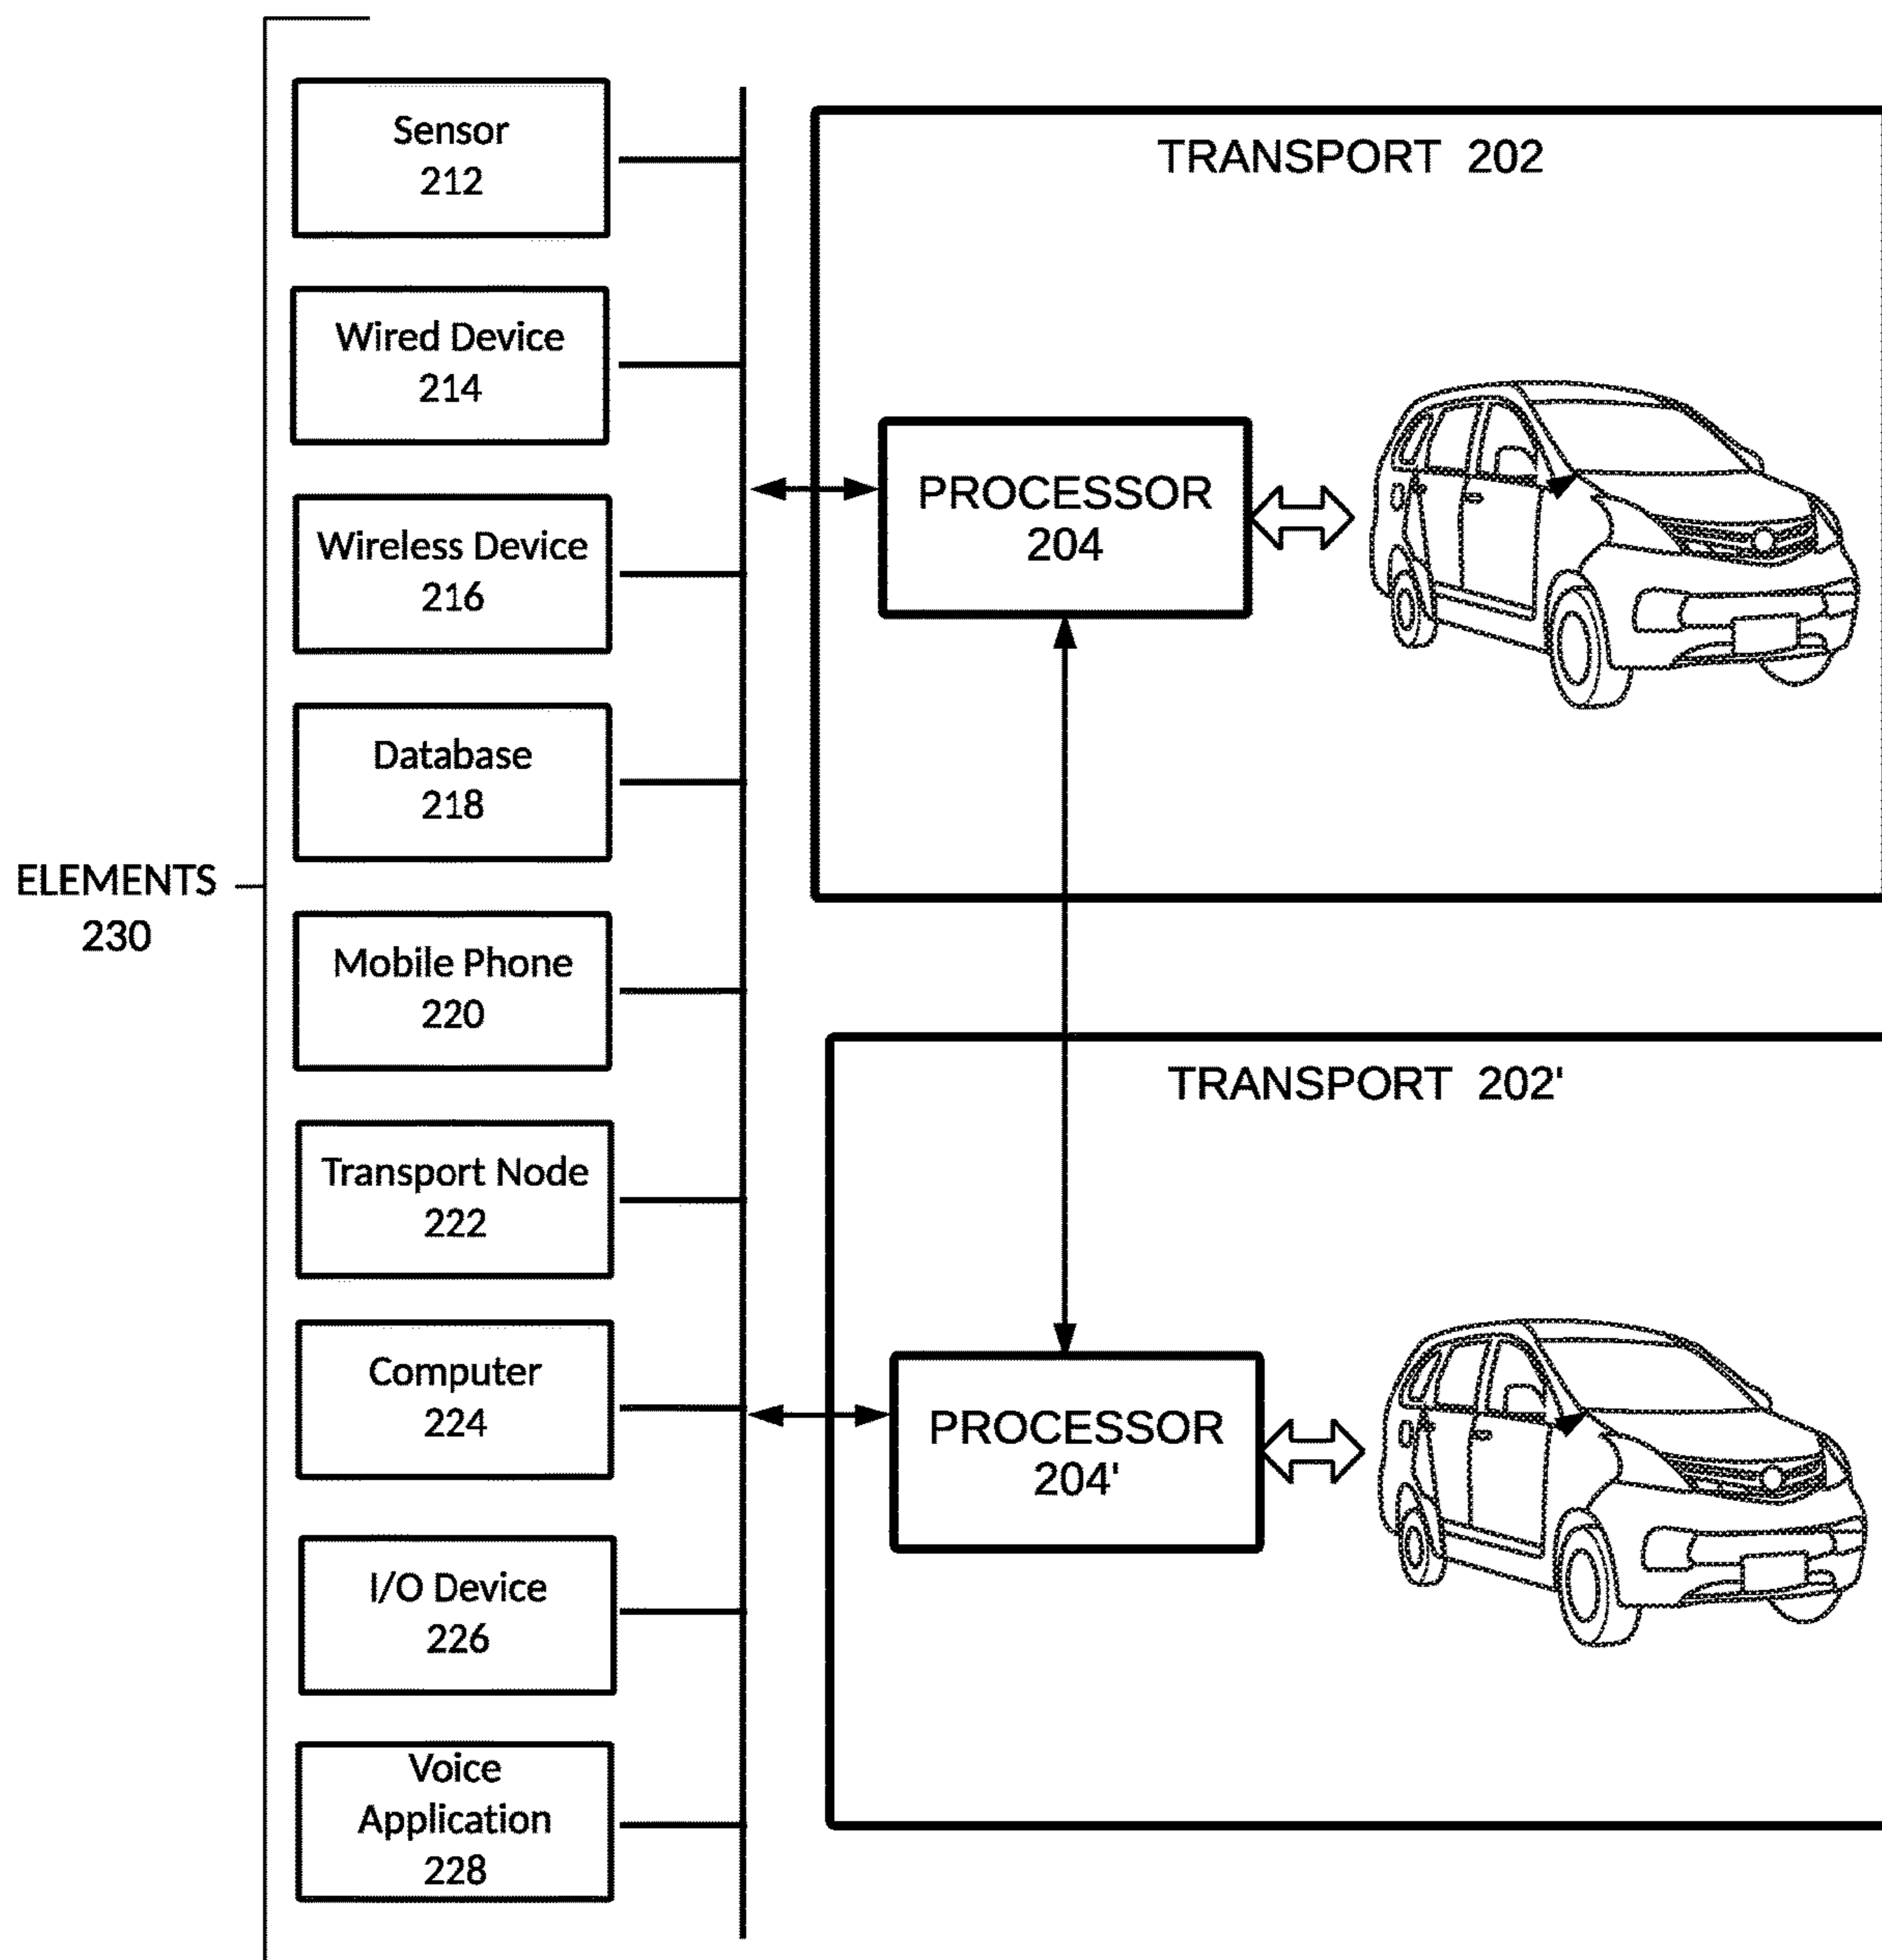 Sensor
212
Wired Device
214
Wireless Device
216
Database
218
ELEMENTS
230
Mobile Phone
220
Transport Node
222
Computer
224
I/O Device
226
Voice
Application
228
TRANSPORT 202
PROCESSOR
204
TRANSPORT 202'
PROCESSOR
204'